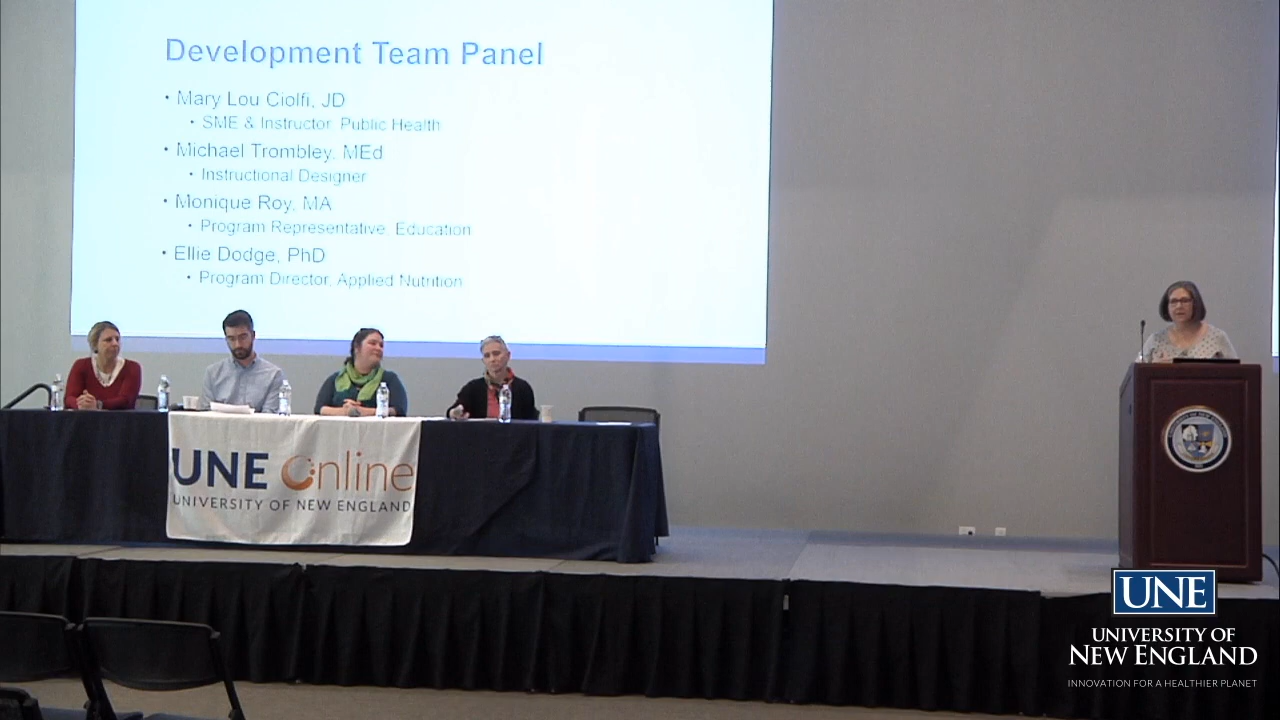 Development Team Panel
• Mary Lou Ciolfi, JD
• SME & Instructor, Public Health
• Michael Trombley, MEd
• Instructional Designer
• Monique Roy, MA
• Program Representative, Education
• Ellie Dodge, PhD
• Program Director, Applied Nutrition
UNE Online
UNIVERSITY OF NEW ENGLAND
UNE
UNIVERSITY OF
NEW ENGLAND
INNOVATION FOR A HEALTHIER PLANET